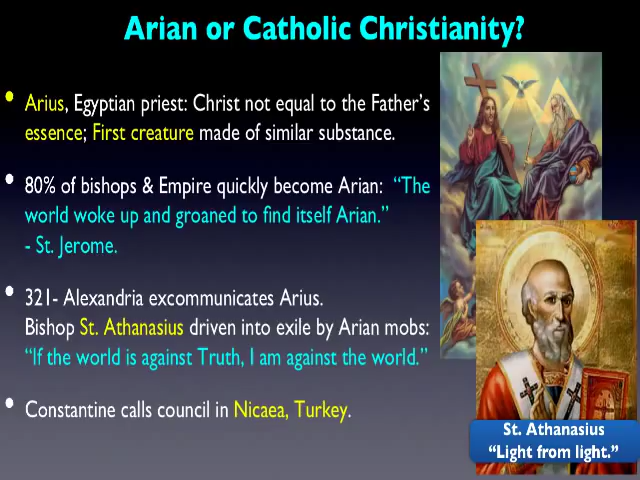 Arian or Catholic Christianity?
• Arius, Egyptian priest: Christ not equal to the Father's
essence; First creature made of similar substance.
• 80% of bishops & Empire quickly become Arian: “The
world woke up and groaned to find itself Arian.”
- St. Jerome.
• 321- Alexandria excommunicates Arius.
Bishop St. Athanasius driven into exile by Arian mobs:
“If the world is against Truth, I am against the world.”
• Constantine calls council in Nicaea, Turkey.
St. Athanasius
“Light from light.”